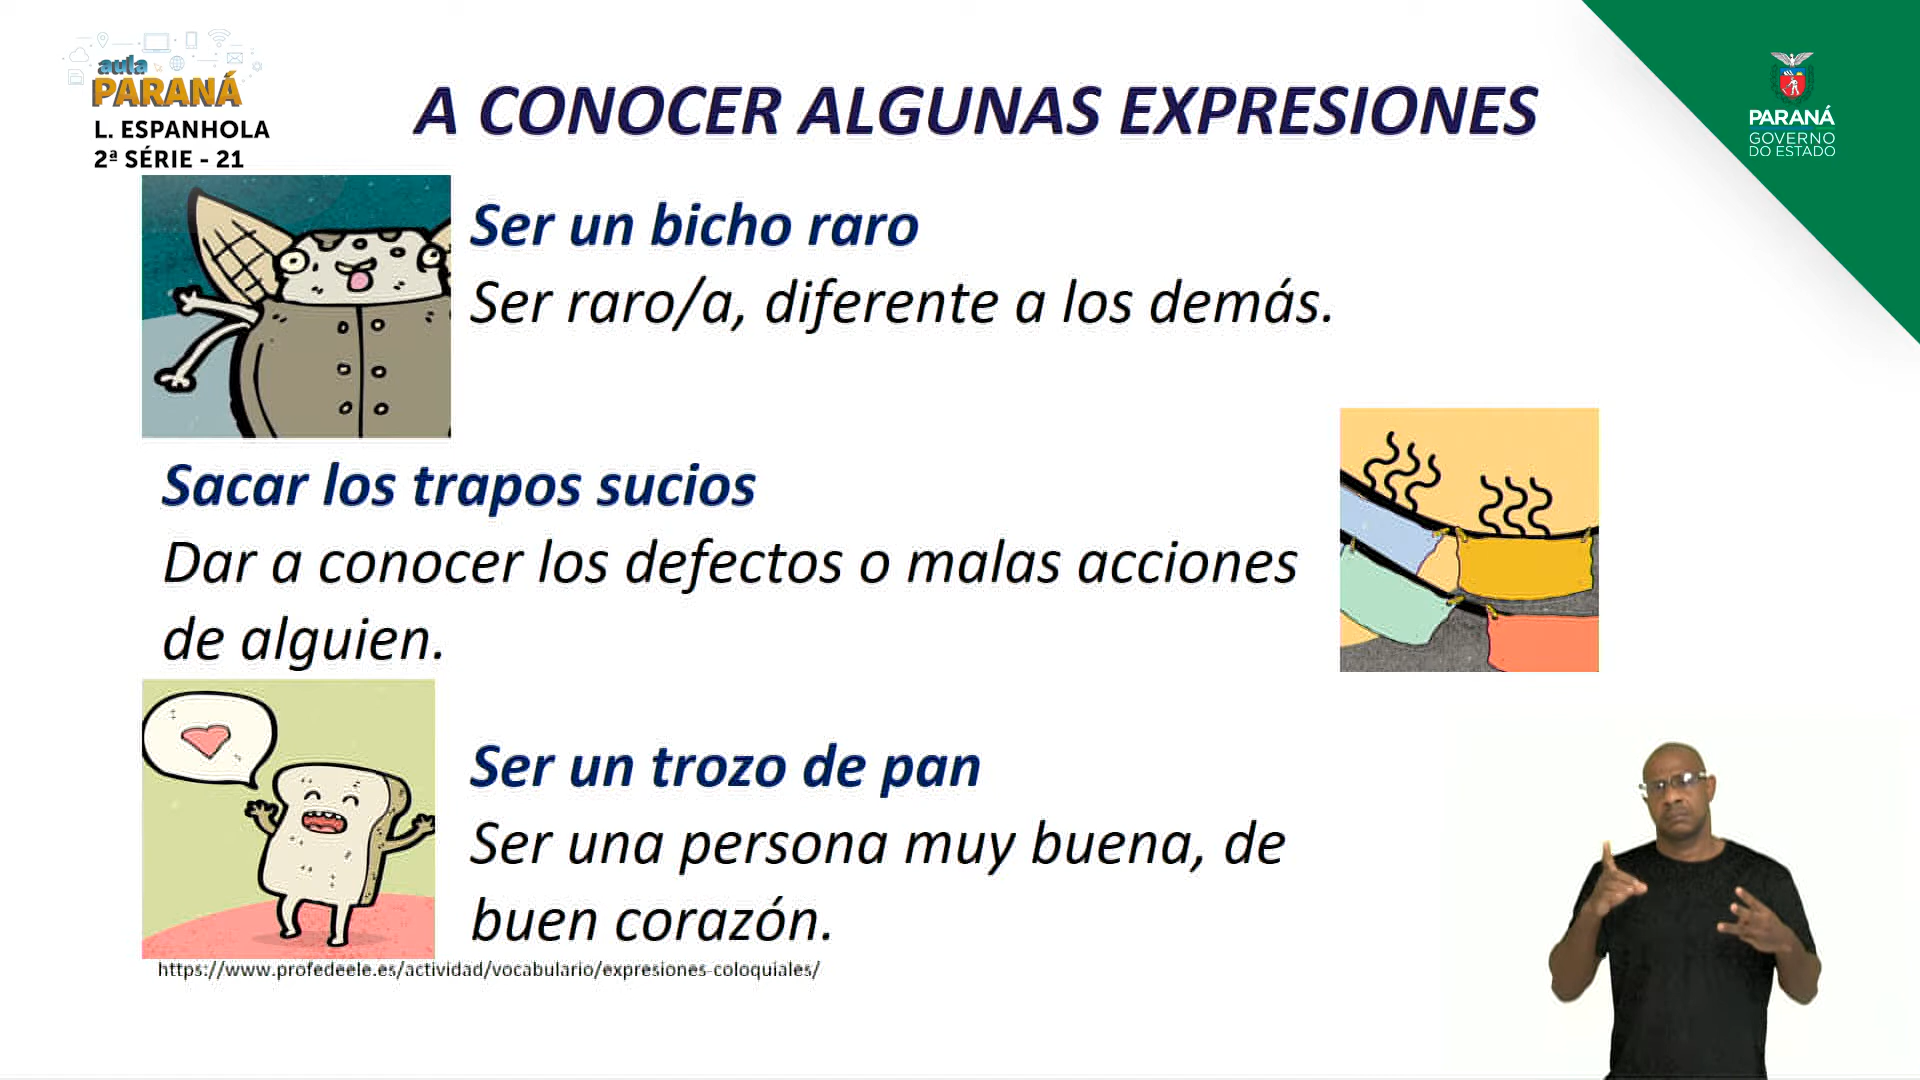 aula
PARANÁ
L. ESPANHOLA
2ª SÉRIE - 21
A CONOCER ALGUNAS EXPRESIONES
PARANÁ
GOVERNO
DO ESTADO
Ser un bicho raro
Ser raro/a, diferente a los demás.
Sacar los trapos sucios
Dar a conocer los defectos o malas acciones
de alguien.
Ser un trozo de pan
Ser una persona muy buena, de
buen corazón.
https://www.profedeele.es/actividad/vocabulario/expresiones-coloquiales/